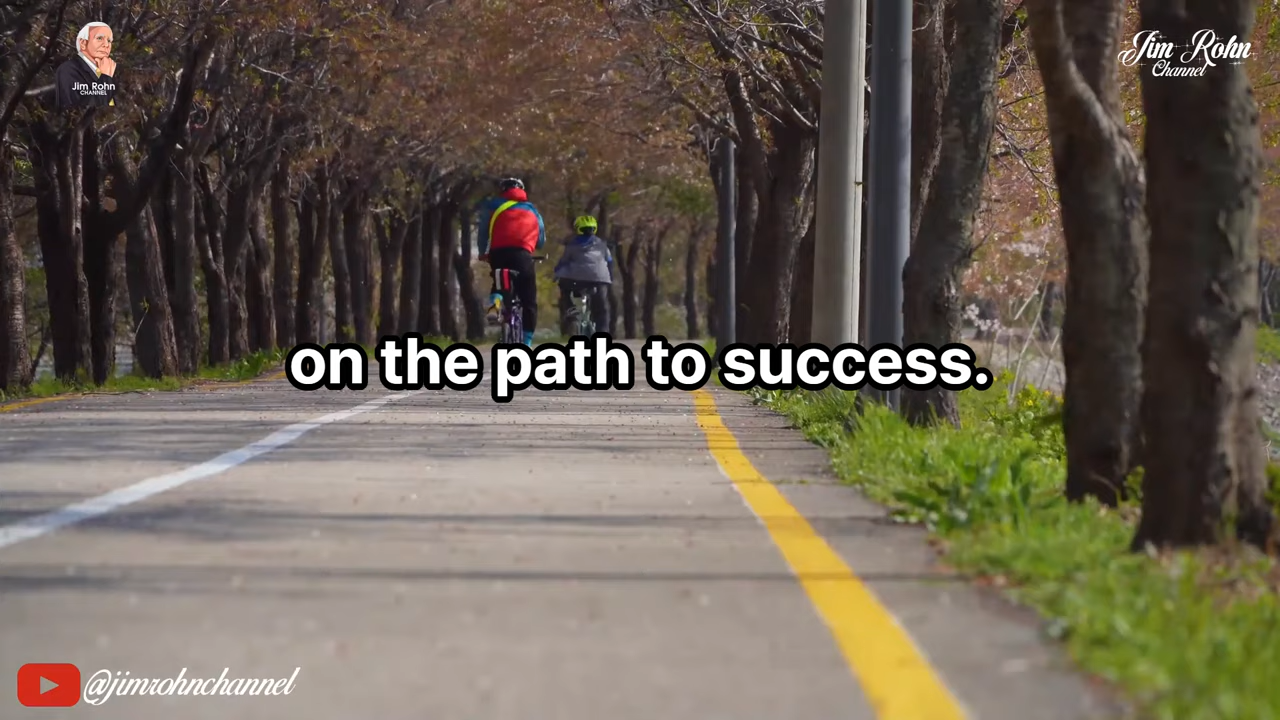 Jim Rohn
CHANNEL
Jim Rohn
Channel
on the path to success.
@jimrohnchannel